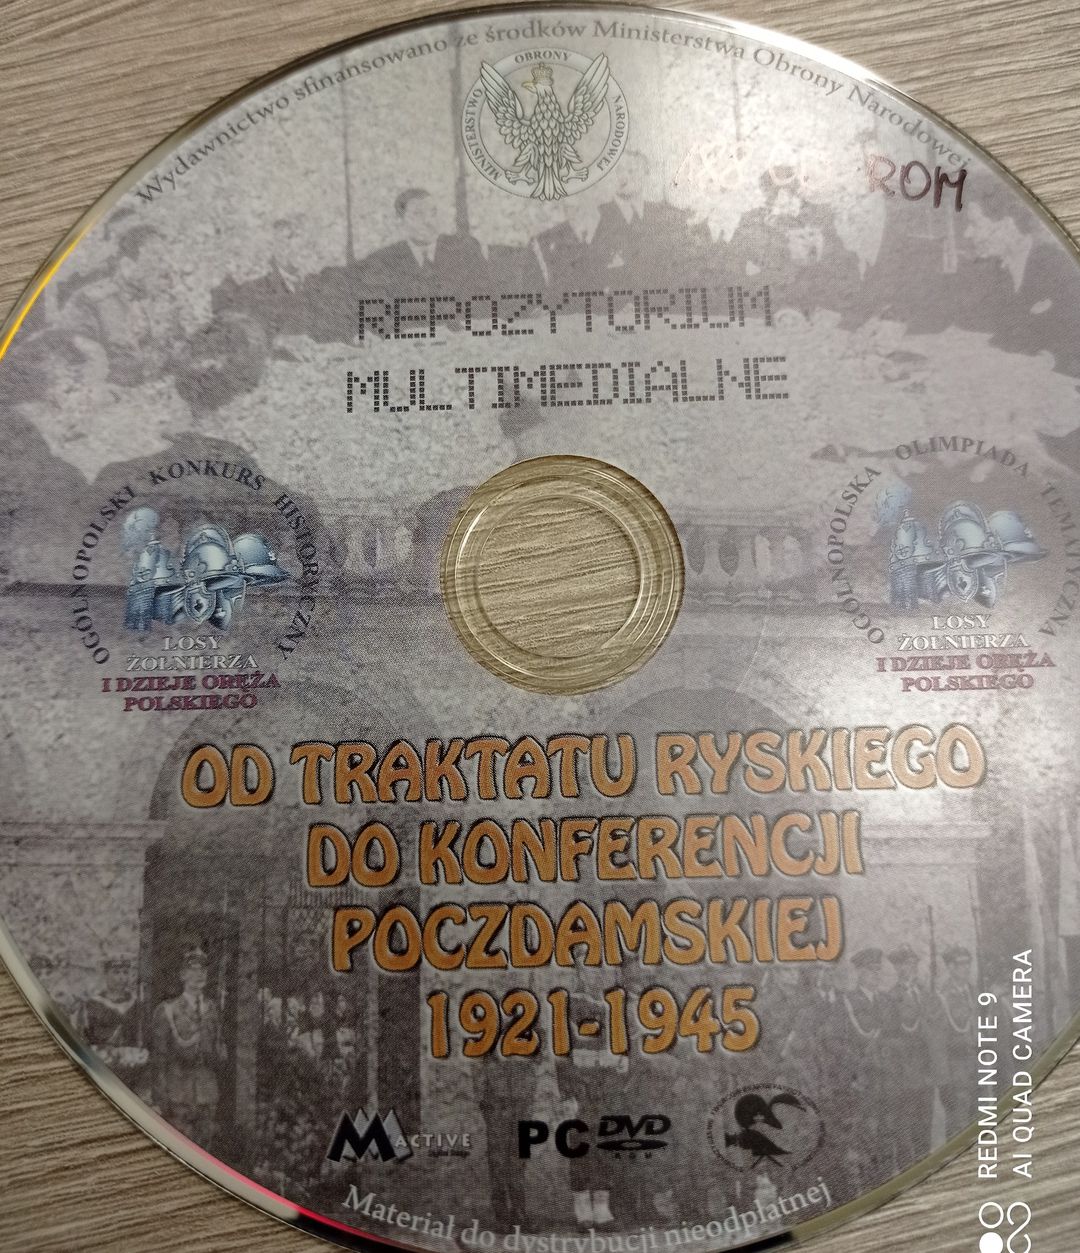 Wydawnictwo sfinansowano ze środków Ministerstwa Obrony Narodowej
MINISTERSTWO OBRONY NARODOWEJ
ROM
REPOZYTORIUM
MULTIMEDIALNE
OGÓLNOPOLSKI KONKURS HISTORYCZNY
LOSY
ŻOŁNIERZA
I DZIEJE ORĘŻA
POLSKIEGO
OGÓLNOPOLSKA OLIMPIADA TEMATYCZNA
LOSY
ŻOŁNIERZA
I DZIEJE ORĘŻA
POLSKIEGO
OD TRAKTATU RYSKIEGO
DO KONFERENCJI
POCZDAMSKIEJ
1921-1945
ACTIVE
PC DVD
ROM
Materiał do dystrybucji nieodpłatnej
REDMI NOTE 9
AI QUAD CAMERA